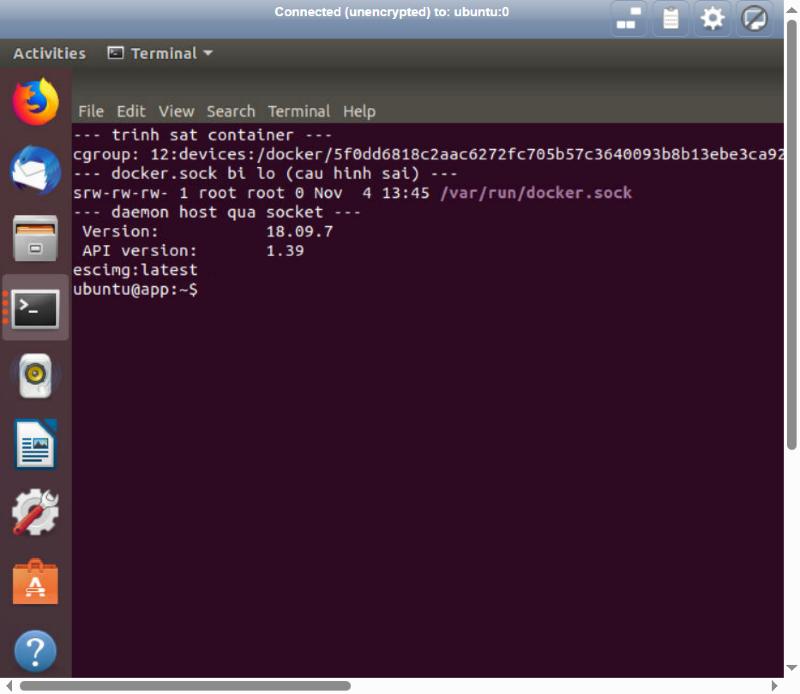 Connected (unencrypted) to: ubuntu:0
Activities Terminal
File Edit View Search Terminal Help
--- trinh sat container ---
cgroup: 12:devices:/docker/5f0dd6818c2aac6272fc705b57c3640093b8b13ebe3ca92
--- docker.sock bi lo (cau hinh sai) ---
srw-rw-rw- 1 root root 0 Nov  4 13:45 /var/run/docker.sock
--- daemon host qua socket ---
 Version:           18.09.7
 API version:       1.39
escimg:latest
ubuntu@app:~$